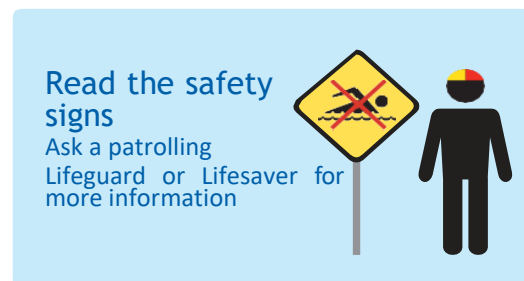 Read the safety
signs
Ask a patrolling
Lifeguard or Lifesaver for
more information